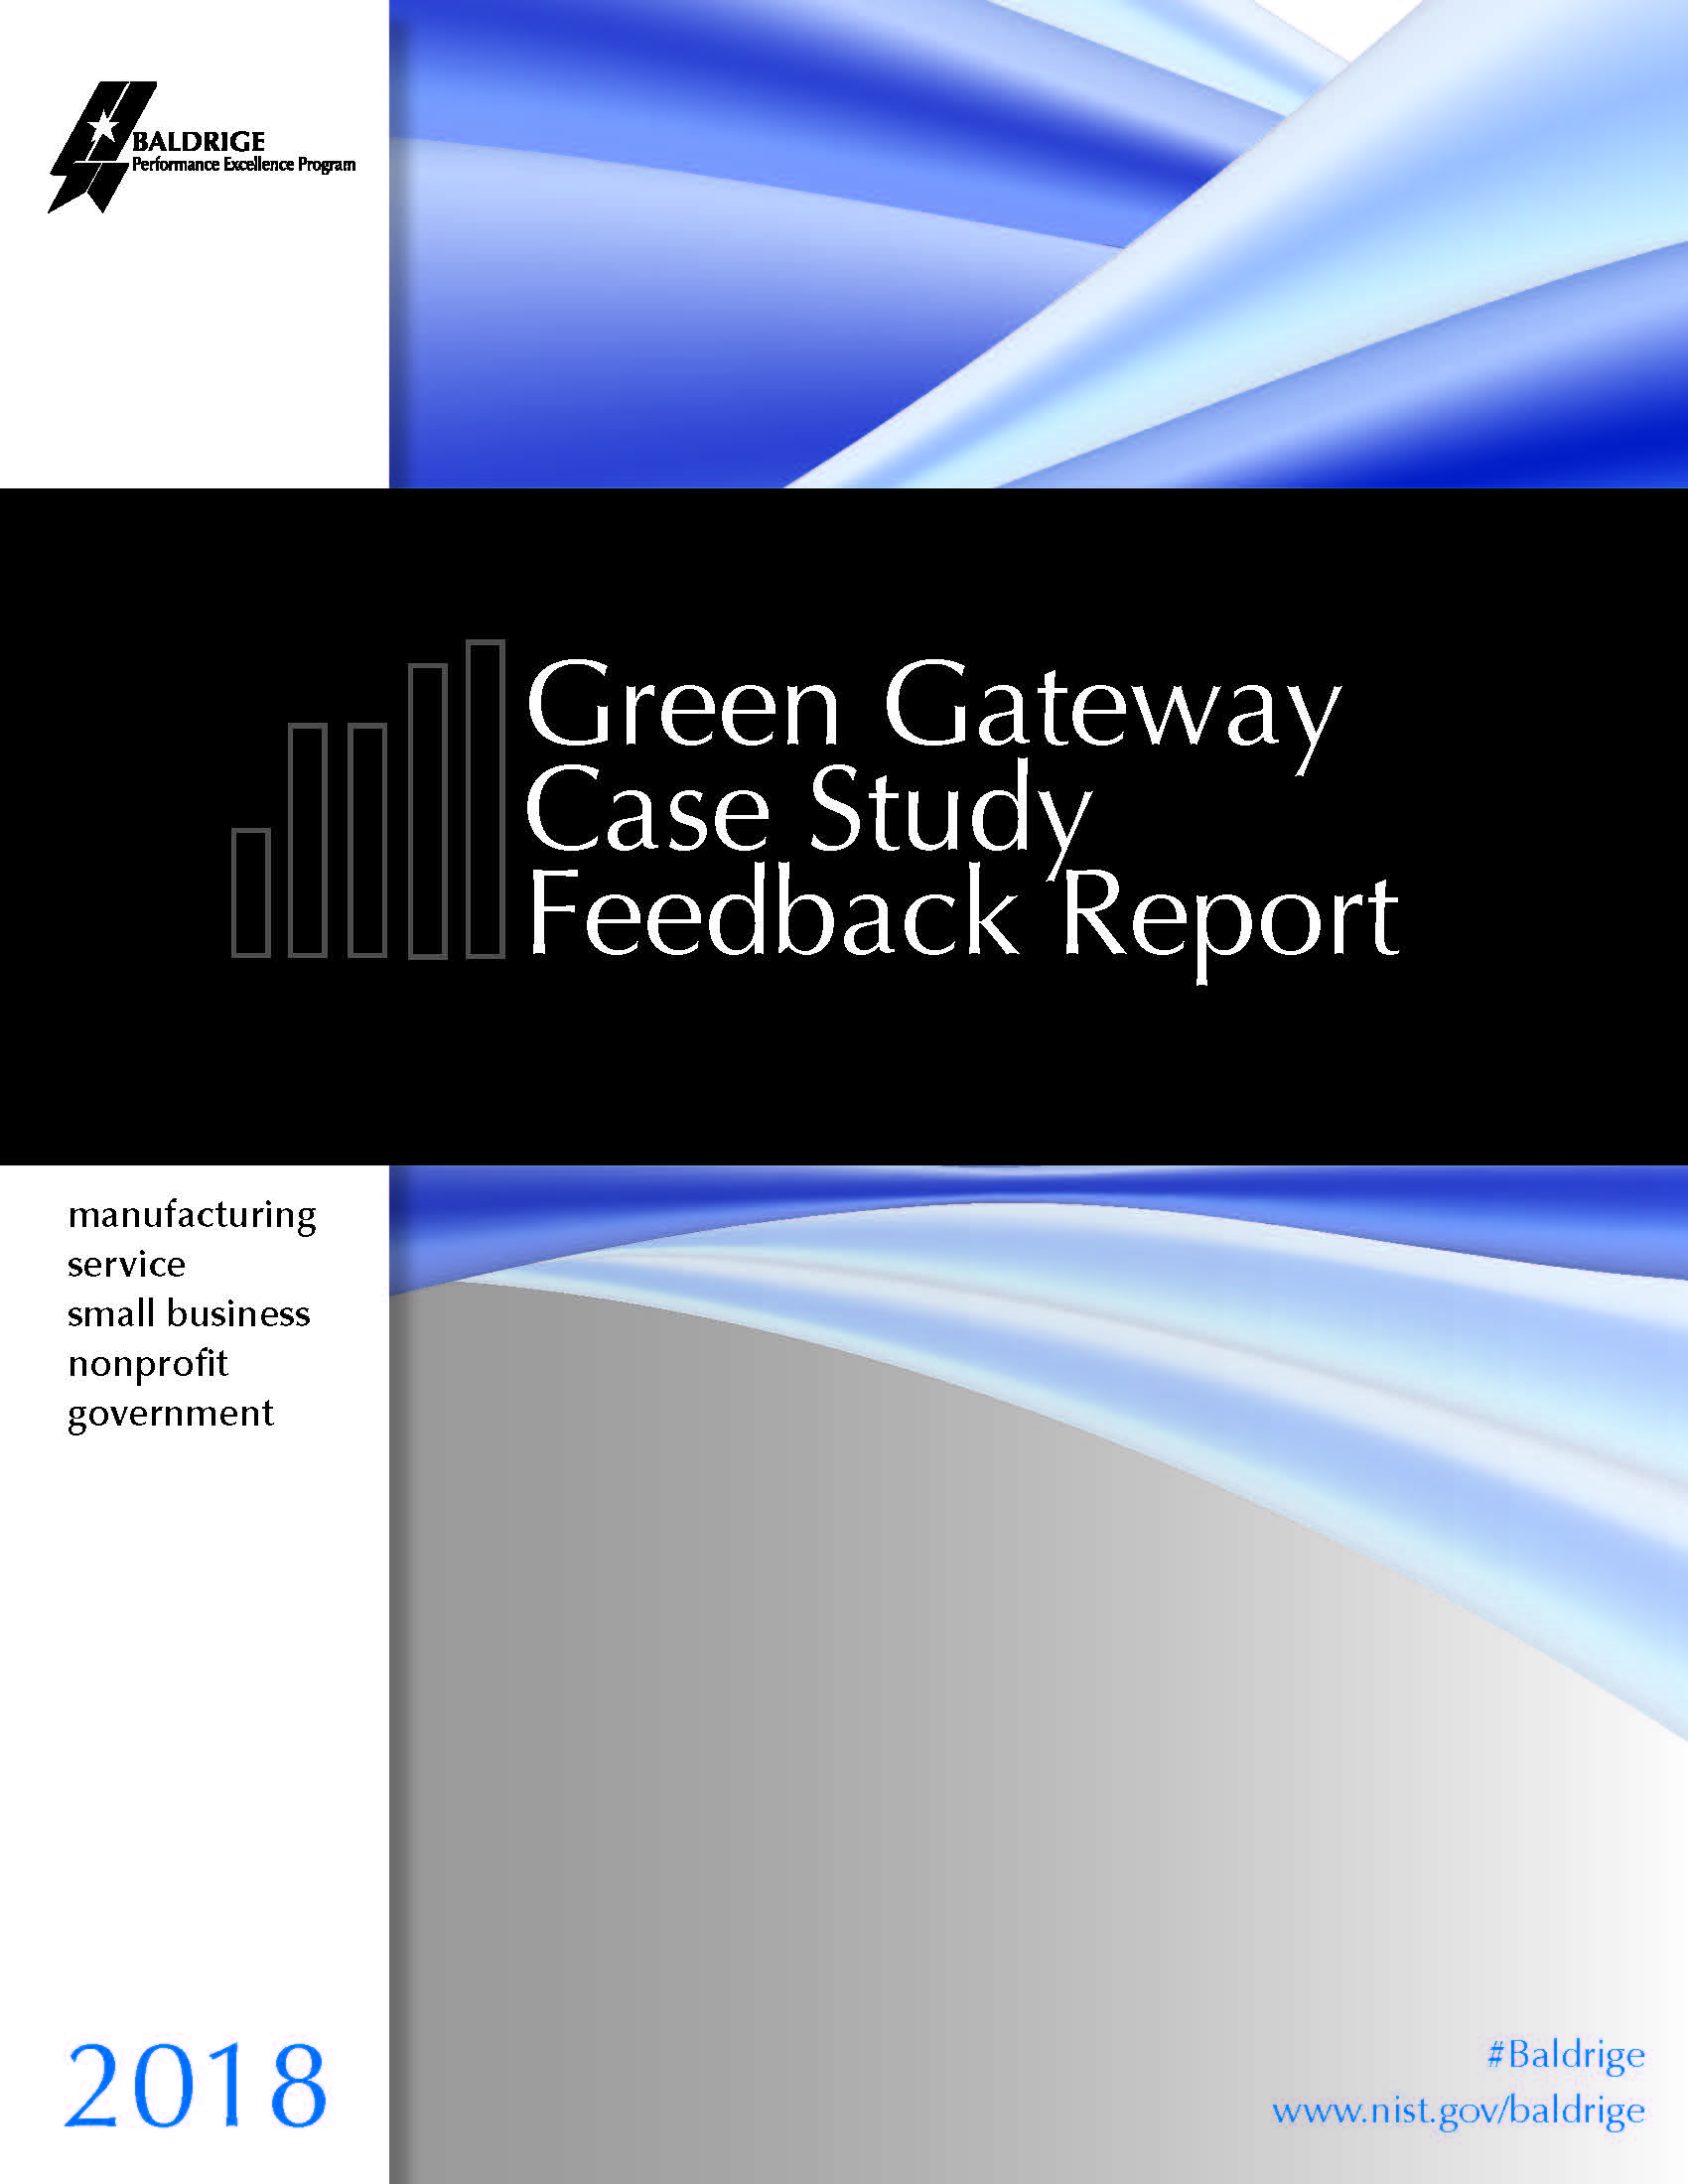 BALDRIGE
Performance Excellence Program
Green Gateway
Case Study
Feedback Report
manufacturing
service
small business
nonprofit
government
2018
#Baldrige
www.nist.gov/baldrige